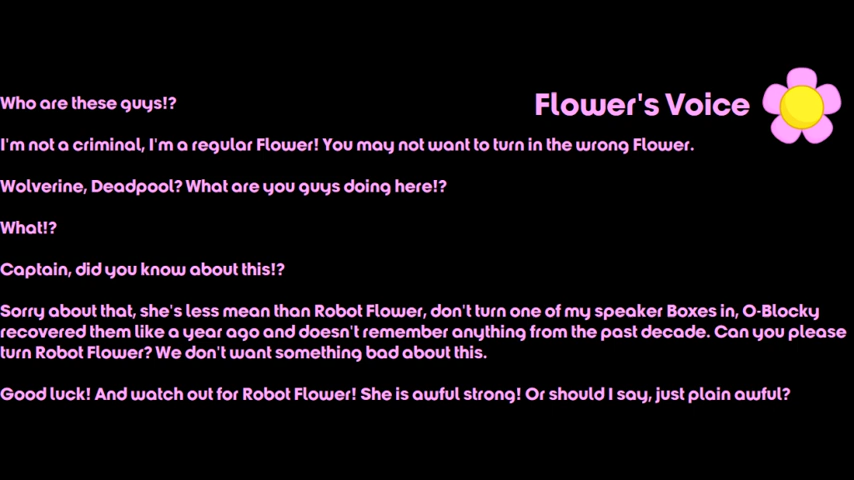 Flower's Voice
Who are these guys!?
I'm not a criminal, I'm a regular Flower! You may not want to turn in the wrong Flower.
Wolverine, Deadpool? What are you guys doing here!?
What!?
Captain, did you know about this!?
Sorry about that, she's less mean than Robot Flower, don't turn one of my speaker Boxes in, O-Blocky
recovered them like a year ago and doesn't remember anything from the past decade. Can you please
turn Robot Flower? We don't want something bad about this.
Good luck! And watch out for Robot Flower! She is awful strong! Or should I say, just plain awful?